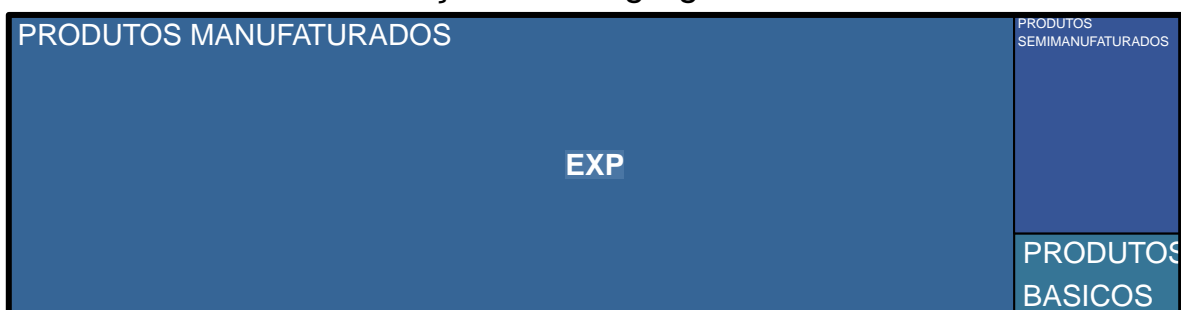 PRODUTOS MANUFATURADOS
PRODUTOS
SEMIMANUFATURADOS
EXP
PRODUTOS
BASICOS